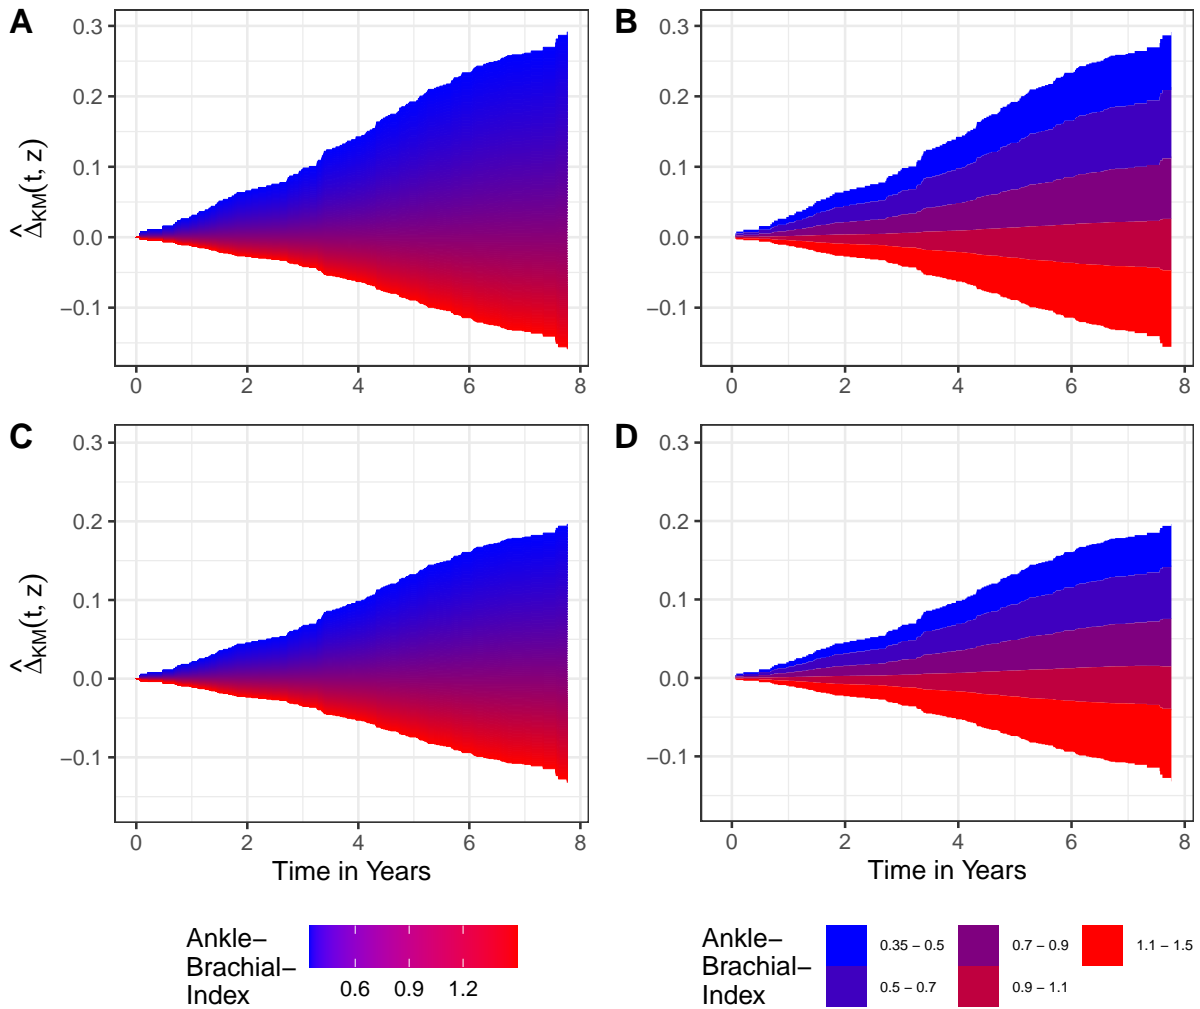 A
B
0.3
0.2
0.1
0.0
−0.1
Δ̂KM(t, z)
0 2 4 6 8
0.3
0.2
0.1
0.0
−0.1
0 2 4 6 8
C
D
0.3
0.2
0.1
0.0
−0.1
Δ̂KM(t, z)
0 2 4 6 8
Time in Years
0.3
0.2
0.1
0.0
−0.1
0 2 4 6 8
Time in Years
Ankle−
Brachial−
Index
0.6 0.9 1.2
Ankle−
Brachial−
Index
0.35 − 0.5
0.5 − 0.7
0.7 − 0.9
0.9 − 1.1
1.1 − 1.5